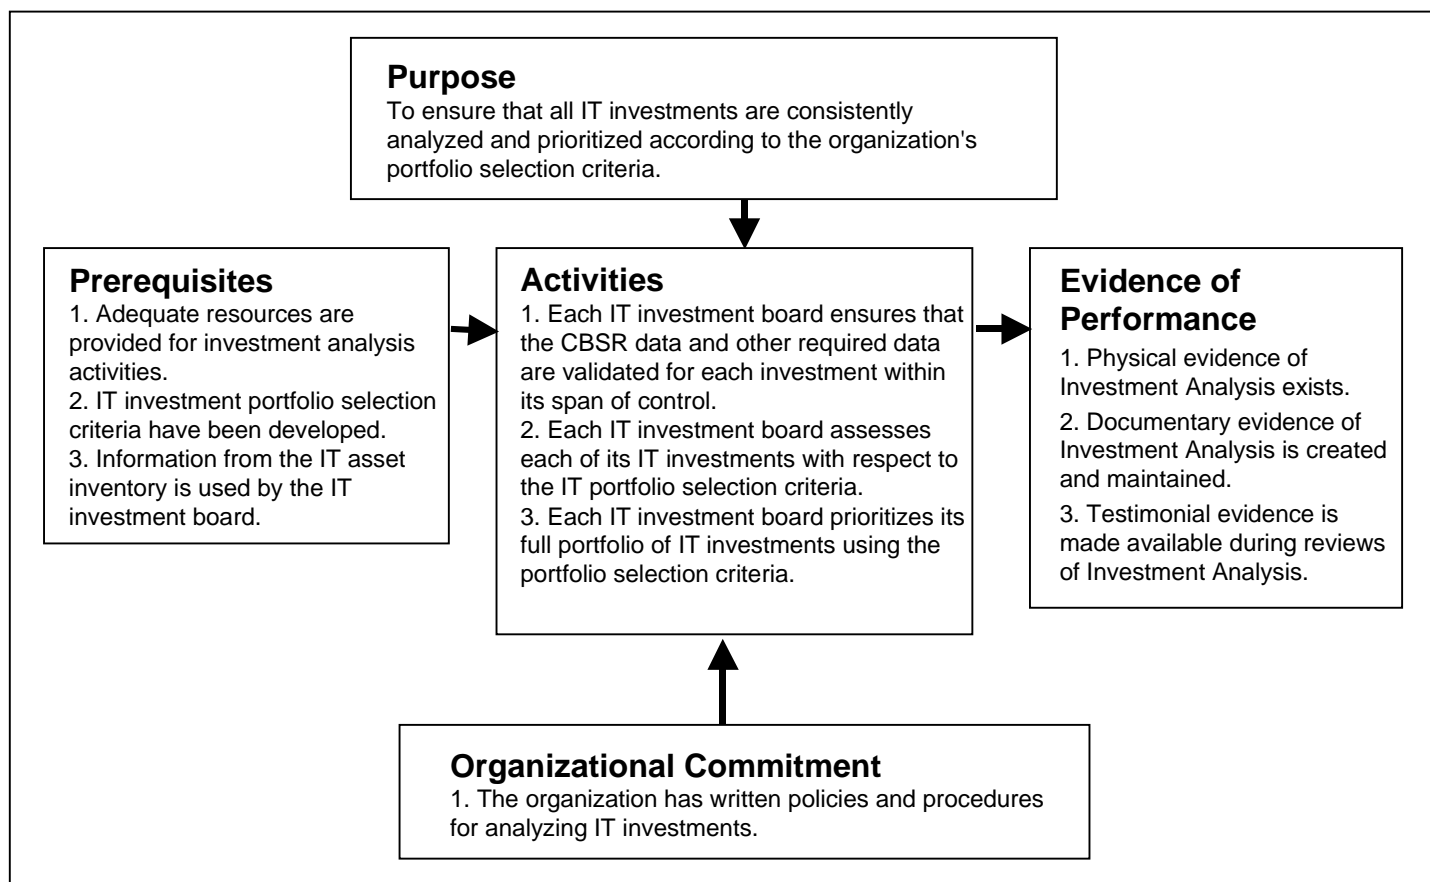 Purpose
To ensure that all IT investments are consistently
analyzed and prioritized according to the organization's
portfolio selection criteria.
Prerequisites
1. Adequate resources are
provided for investment analysis
activities.
2. IT investment portfolio selection
criteria have been developed.
3. Information from the IT asset
inventory is used by the IT
investment board.
Activities
1. Each IT investment board ensures that
the CBSR data and other required data
are validated for each investment within
its span of control.
2. Each IT investment board assesses
each of its IT investments with respect to
the IT portfolio selection criteria.
3. Each IT investment board prioritizes its
full portfolio of IT investments using the
portfolio selection criteria.
Evidence of
Performance
1. Physical evidence of
Investment Analysis exists.
2. Documentary evidence of
Investment Analysis is created
and maintained.
3. Testimonial evidence is
made available during reviews
of Investment Analysis.
Organizational Commitment
1. The organization has written policies and procedures
for analyzing IT investments.